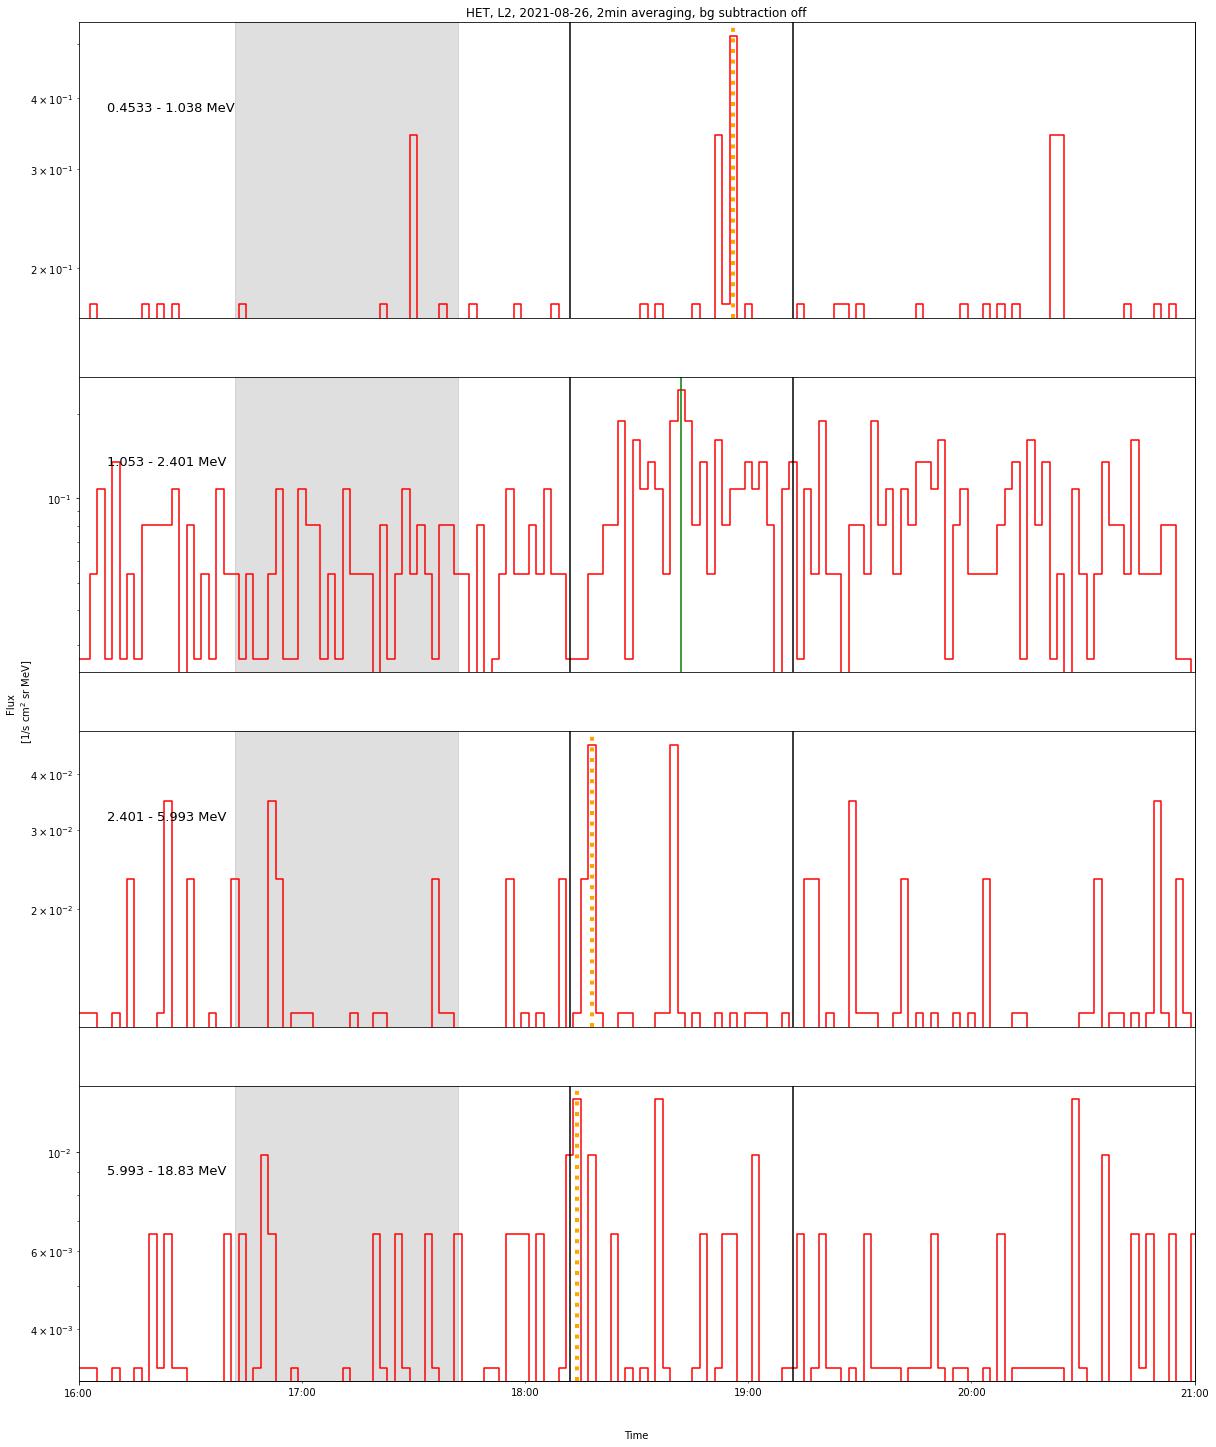 HET, L2, 2021-08-26, 2min averaging, bg subtraction off
4 × 10⁻¹
0.4533 - 1.038 MeV
3 × 10⁻¹
2 × 10⁻¹
1.053 - 2.401 MeV
10⁻¹
Flux
[1/s cm² sr MeV]
4 × 10⁻²
2.401 - 5.993 MeV
3 × 10⁻²
2 × 10⁻²
10⁻²
5.993 - 18.83 MeV
6 × 10⁻³
4 × 10⁻³
16:00 17:00 18:00 19:00 20:00 21:00
Time